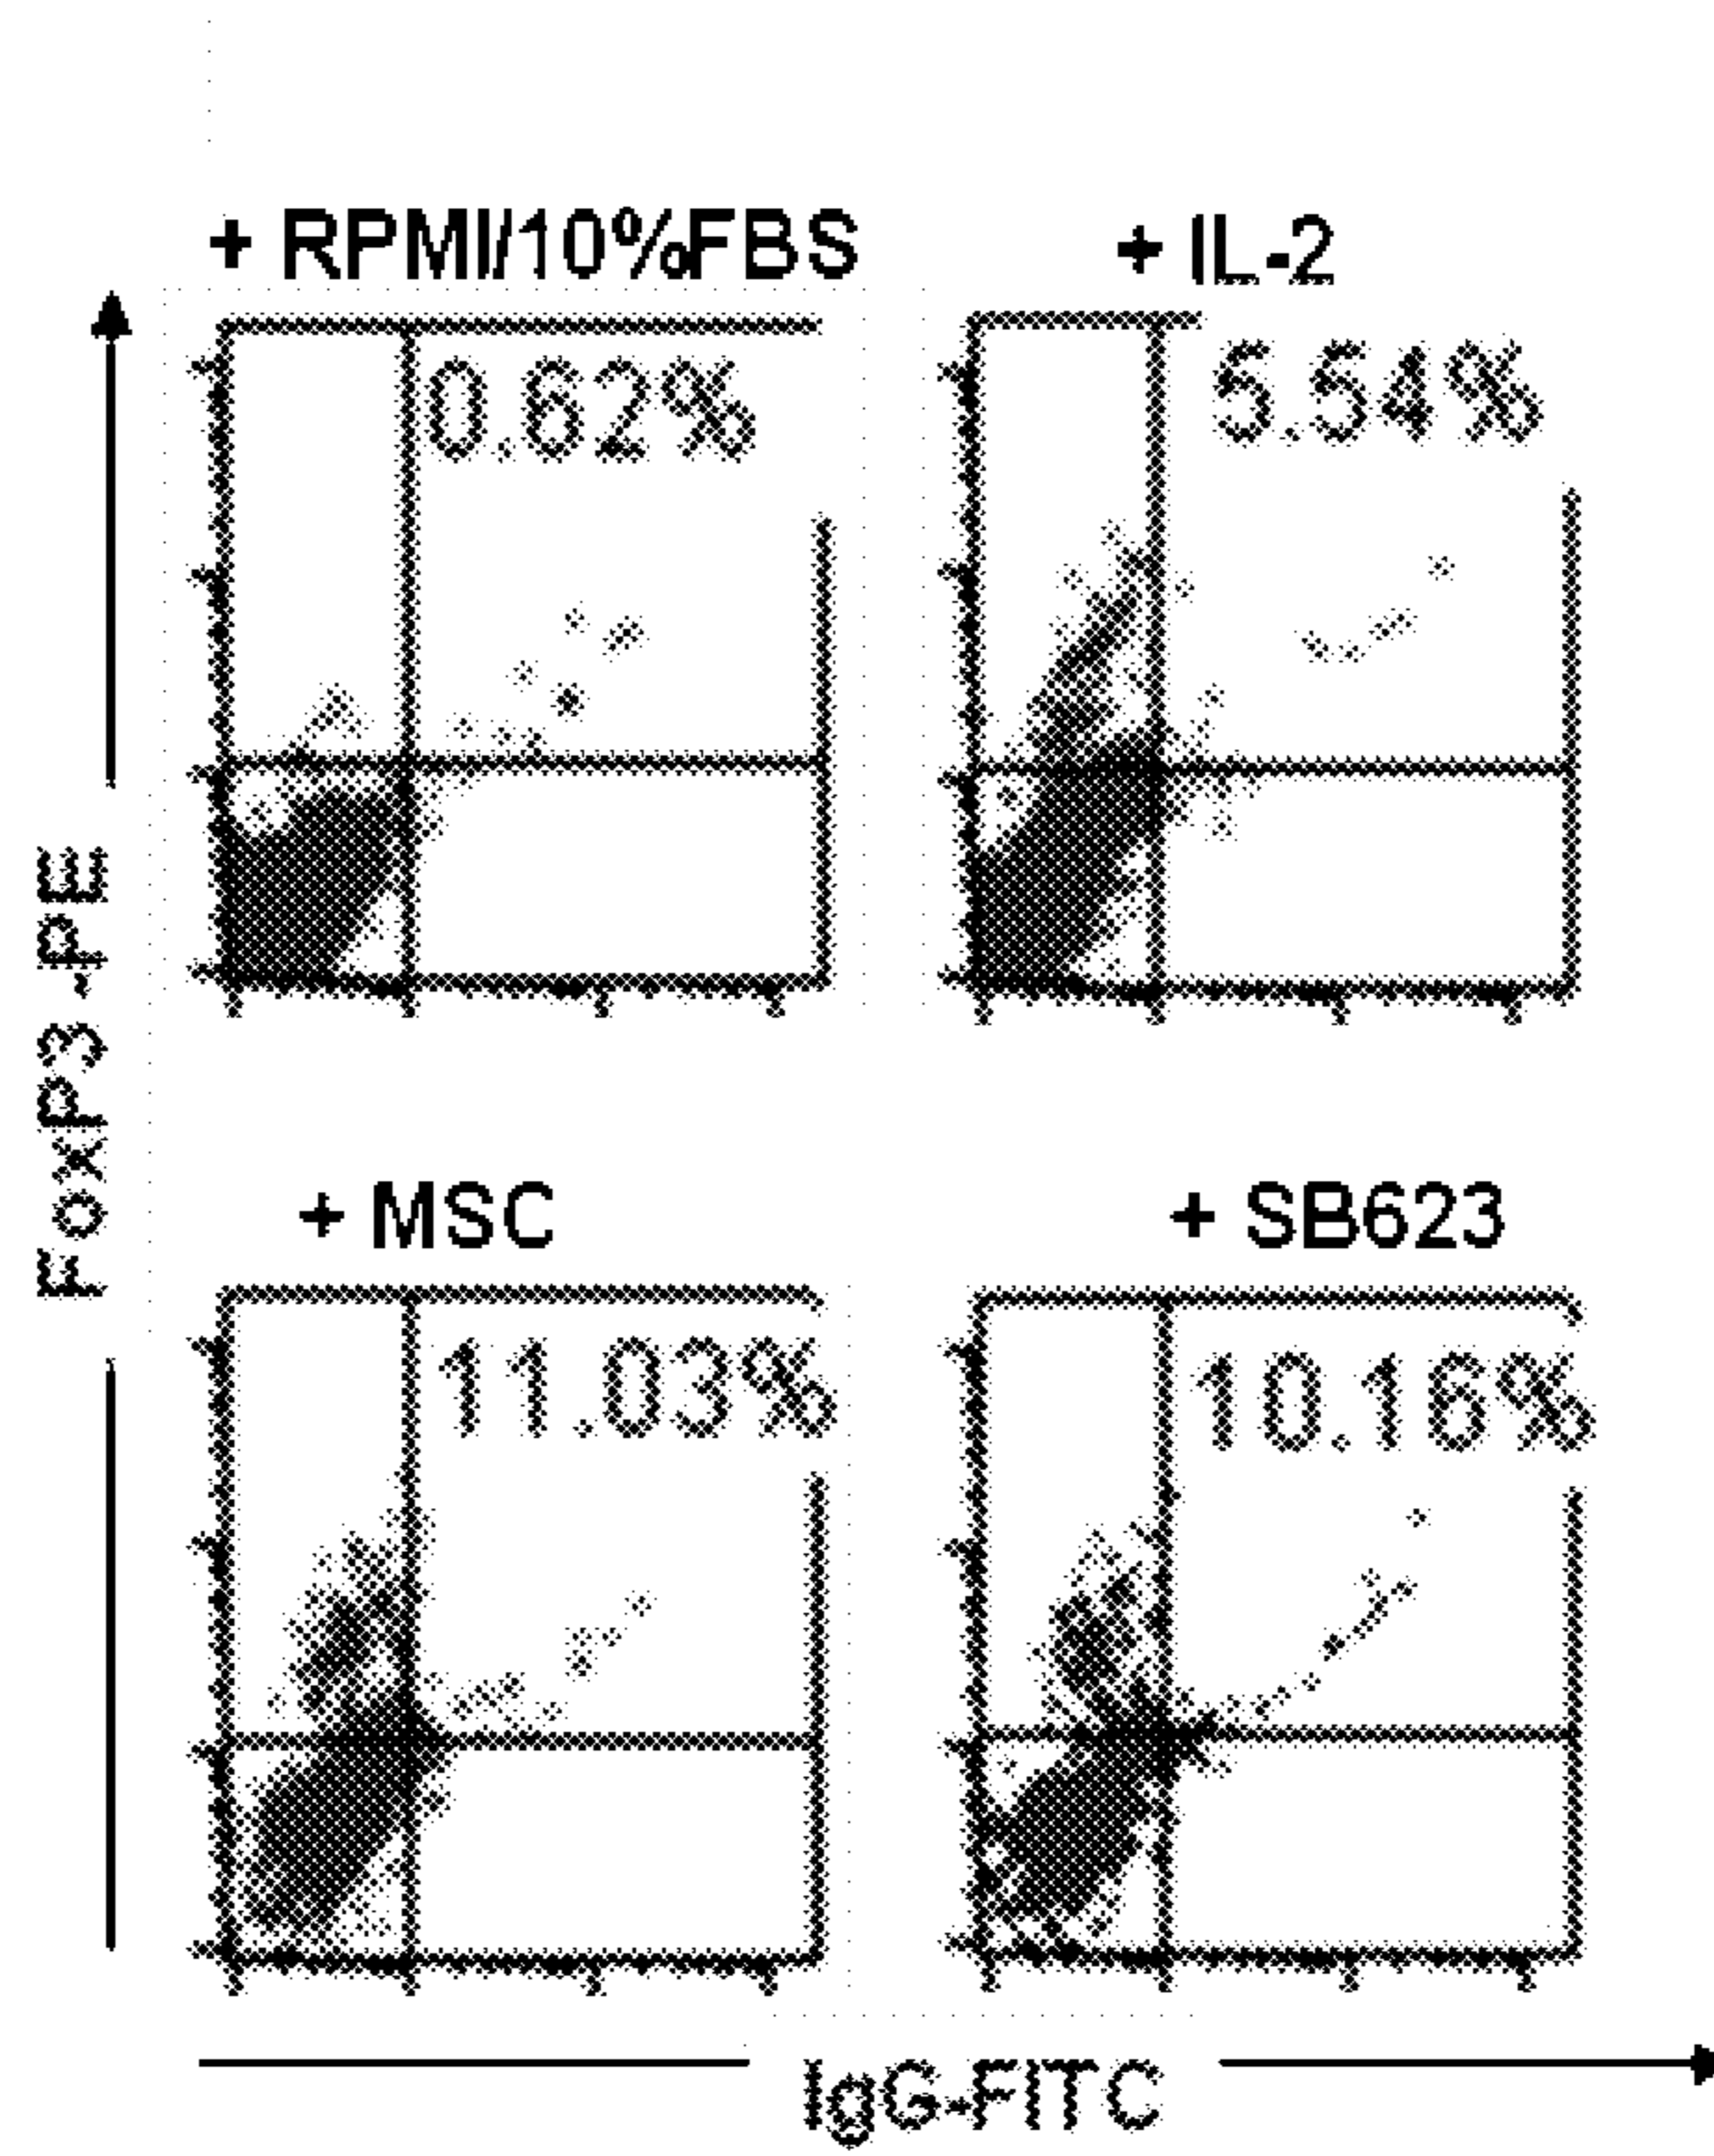 + RPMI/10%FBS
+ IL-2
0.62%
5.54%
FoxP3-PE
+ MSC
+ SB623
11.03%
10.16%
IgG-FITC